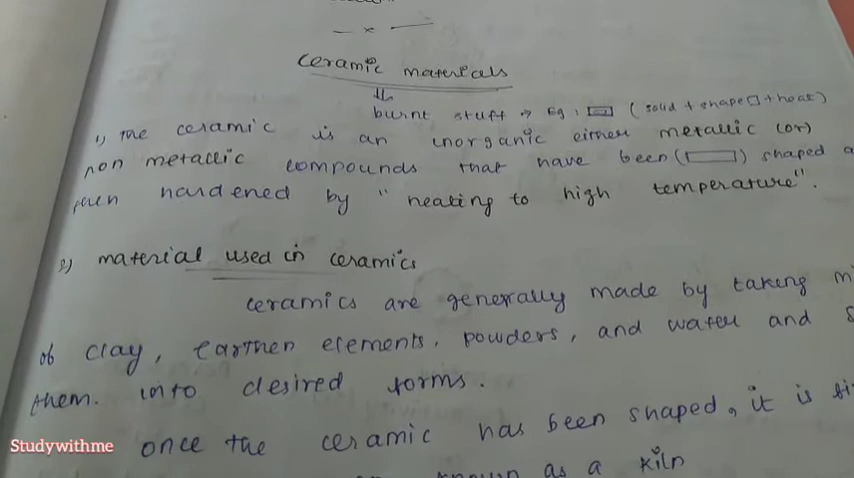 — × —
Ceramic materials
burnt stuff → Eg : (solid + shape + heat)
1) The ceramic is an inorganic either metallic (or)
non metallic compounds that have been ( ) shaped
then hardened by "heating to high temperature".
2) material used in ceramics
ceramics are generally made by taking
of clay, earthen elements, powders, and water and
them. into desired forms.
once the ceramic has been shaped, it is
known as a kiln
Studywithme